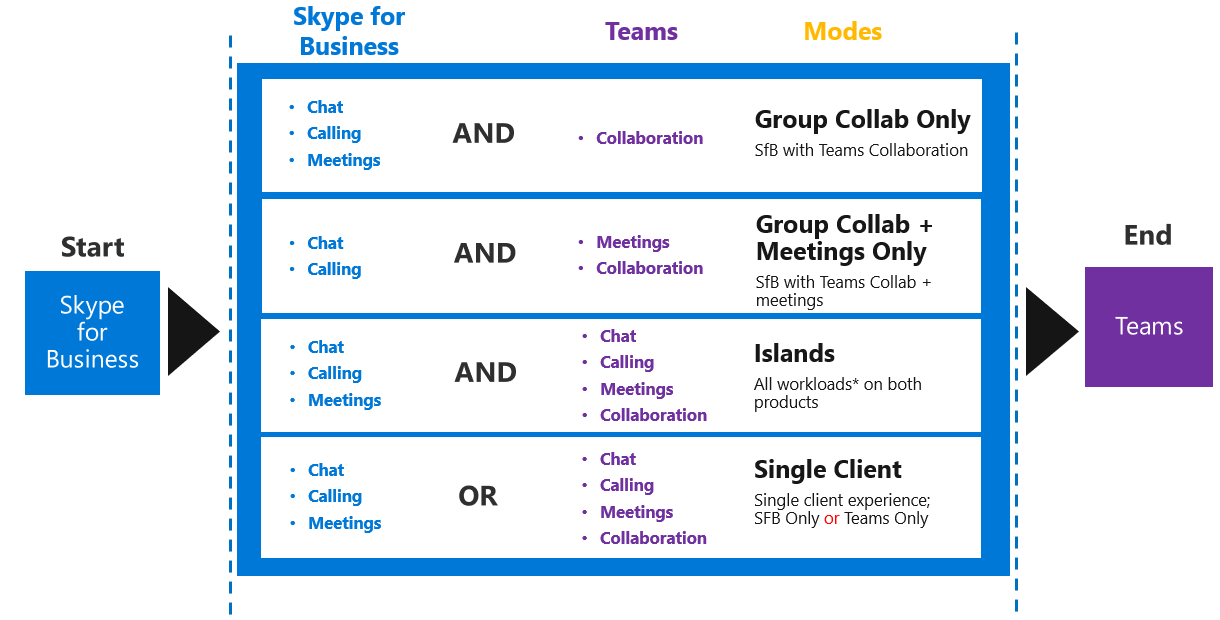 Skype for
Business
Teams
Modes
• Chat
• Calling
• Meetings
AND
• Collaboration
Group Collab Only
SfB with Teams Collaboration
• Chat
• Calling
AND
• Meetings
• Collaboration
Group Collab +
Meetings Only
SfB with Teams Collab +
meetings
Start
Skype
for
Business
• Chat
• Calling
• Meetings
AND
• Chat
• Calling
• Meetings
• Collaboration
Islands
All workloads* on both
products
• Chat
• Calling
• Meetings
OR
• Chat
• Calling
• Meetings
• Collaboration
Single Client
Single client experience;
SFB Only or Teams Only
End
Teams